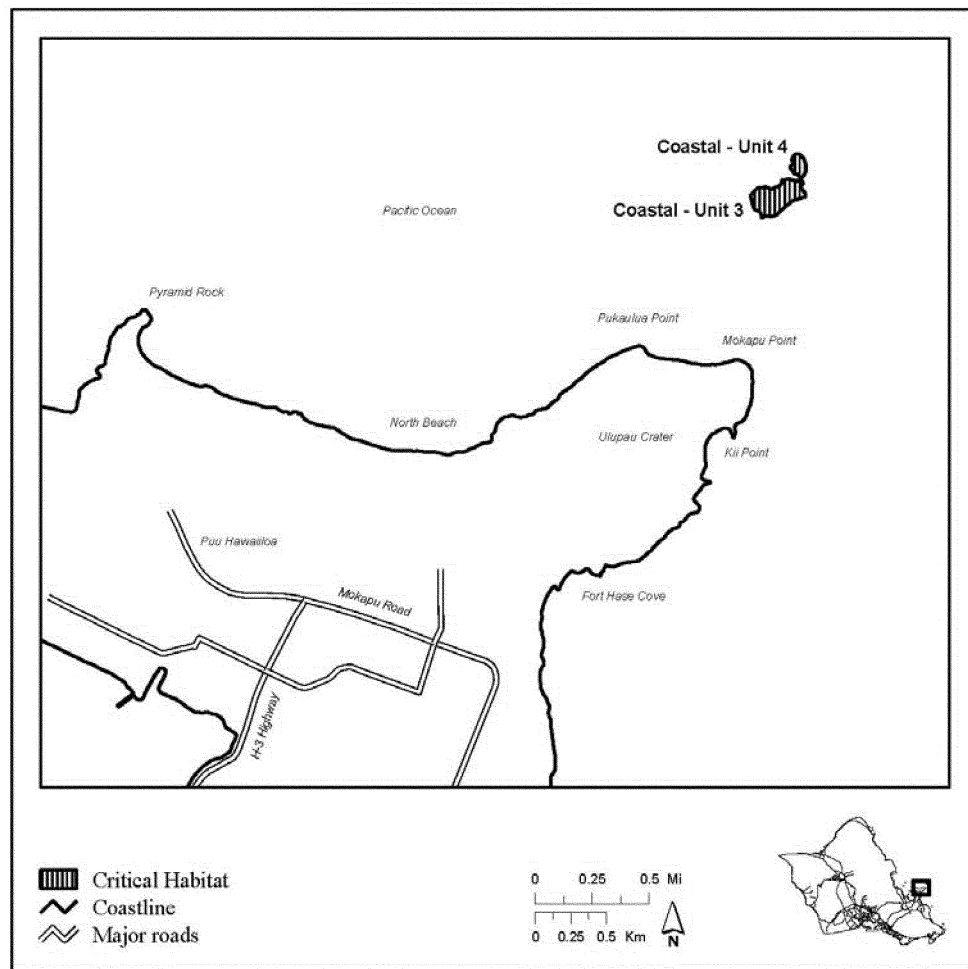 Coastal - Unit 4
Coastal - Unit 3
Pacific Ocean
Pyramid Rock
Pukaulua Point
Mokapu Point
North Beach
Ulupau Crater
Kii Point
Puu Hawaiiloa
Mokapu Road
Fort Hase Cove
H-3 Highway
Critical Habitat
Coastline
Major roads
0 0.25 0.5 Mi
0 0.25 0.5 Km
N